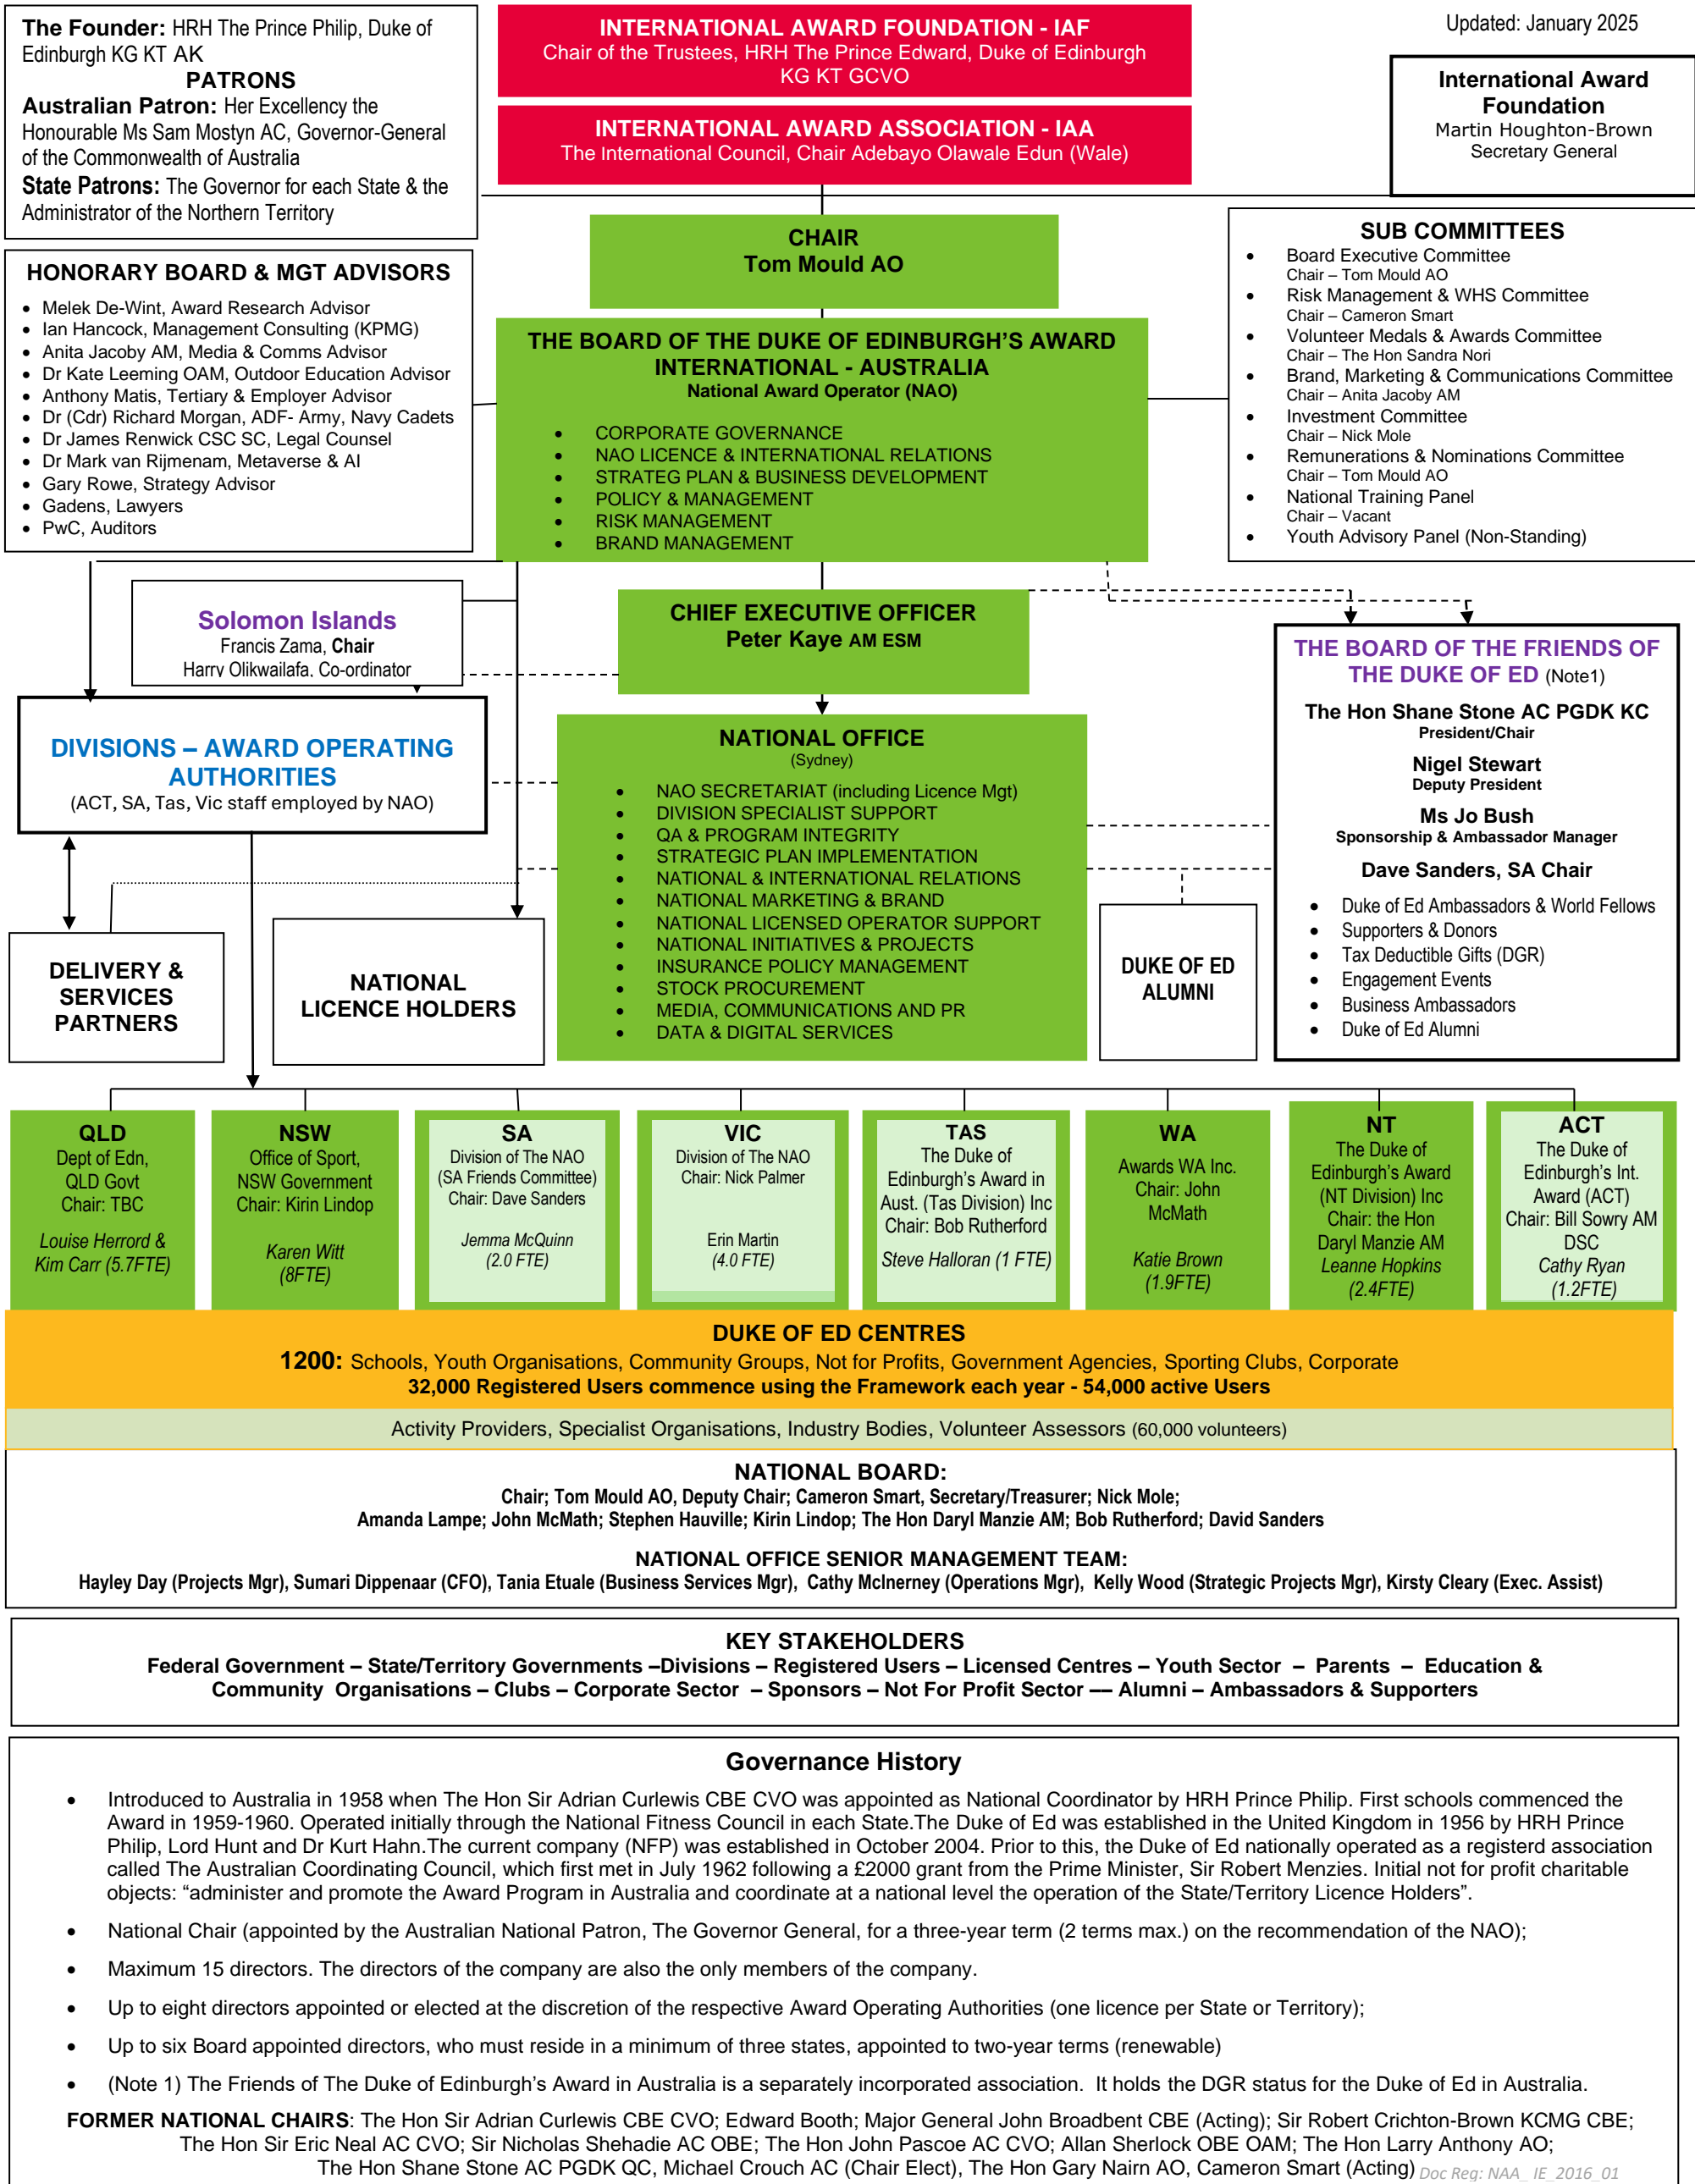 The Founder: HRH The Prince Philip, Duke of
Edinburgh KG KT AK
PATRONS
Australian Patron: Her Excellency the
Honourable Ms Sam Mostyn AC, Governor-General
of the Commonwealth of Australia
State Patrons: The Governor for each State & the
Administrator of the Northern Territory
INTERNATIONAL AWARD FOUNDATION - IAF
Chair of the Trustees, HRH The Prince Edward, Duke of Edinburgh
KG KT GCVO
INTERNATIONAL AWARD ASSOCIATION - IAA
The International Council, Chair Adebayo Olawale Edun (Wale)
Updated: January 2025
International Award
Foundation
Martin Houghton-Brown
Secretary General
CHAIR
Tom Mould AO
HONORARY BOARD & MGT ADVISORS
• Melek De-Wint, Award Research Advisor
• Ian Hancock, Management Consulting (KPMG)
• Anita Jacoby AM, Media & Comms Advisor
• Dr Kate Leeming OAM, Outdoor Education Advisor
• Anthony Matis, Tertiary & Employer Advisor
• Dr (Cdr) Richard Morgan, ADF- Army, Navy Cadets
• Dr James Renwick CSC SC, Legal Counsel
• Dr Mark van Rijmenam, Metaverse & AI
• Gary Rowe, Strategy Advisor
• Gadens, Lawyers
• PwC, Auditors
THE BOARD OF THE DUKE OF EDINBURGH'S AWARD
INTERNATIONAL - AUSTRALIA
National Award Operator (NAO)
• CORPORATE GOVERNANCE
• NAO LICENCE & INTERNATIONAL RELATIONS
• STRATEG PLAN & BUSINESS DEVELOPMENT
• POLICY & MANAGEMENT
• RISK MANAGEMENT
• BRAND MANAGEMENT
SUB COMMITTEES
• Board Executive Committee
Chair – Tom Mould AO
• Risk Management & WHS Committee
Chair – Cameron Smart
• Volunteer Medals & Awards Committee
Chair – The Hon Sandra Nori
• Brand, Marketing & Communications Committee
Chair – Anita Jacoby AM
• Investment Committee
Chair – Nick Mole
• Remunerations & Nominations Committee
Chair – Tom Mould AO
• National Training Panel
Chair – Vacant
• Youth Advisory Panel (Non-Standing)
Solomon Islands
Francis Zama, Chair
Harry Olikwailafa, Co-ordinator
CHIEF EXECUTIVE OFFICER
Peter Kaye AM ESM
DIVISIONS – AWARD OPERATING
AUTHORITIES
(ACT, SA, Tas, Vic staff employed by NAO)
NATIONAL OFFICE
(Sydney)
• NAO SECRETARIAT (including Licence Mgt)
• DIVISION SPECIALIST SUPPORT
• QA & PROGRAM INTEGRITY
• STRATEGIC PLAN IMPLEMENTATION
• NATIONAL & INTERNATIONAL RELATIONS
• NATIONAL MARKETING & BRAND
• NATIONAL LICENSED OPERATOR SUPPORT
• NATIONAL INITIATIVES & PROJECTS
• INSURANCE POLICY MANAGEMENT
• STOCK PROCUREMENT
• MEDIA, COMMUNICATIONS AND PR
• DATA & DIGITAL SERVICES
THE BOARD OF THE FRIENDS OF
THE DUKE OF ED (Note1)
The Hon Shane Stone AC PGDK KC
President/Chair
Nigel Stewart
Deputy President
Ms Jo Bush
Sponsorship & Ambassador Manager
Dave Sanders, SA Chair
• Duke of Ed Ambassadors & World Fellows
• Supporters & Donors
• Tax Deductible Gifts (DGR)
• Engagement Events
• Business Ambassadors
• Duke of Ed Alumni
DELIVERY &
SERVICES
PARTNERS
NATIONAL
LICENCE HOLDERS
DUKE OF ED
ALUMNI
QLD
Dept of Edn,
QLD Govt
Chair: TBC
Louise Herrord &
Kim Carr (5.7FTE)
NSW
Office of Sport,
NSW Government
Chair: Kirin Lindop
Karen Witt
(8FTE)
SA
Division of The NAO
(SA Friends Committee)
Chair: Dave Sanders
Jemma McQuinn
(2.0 FTE)
VIC
Division of The NAO
Chair: Nick Palmer
Erin Martin
(4.0 FTE)
TAS
The Duke of
Edinburgh's Award in
Aust. (Tas Division) Inc
Chair: Bob Rutherford
Steve Halloran (1 FTE)
WA
Awards WA Inc.
Chair: John
McMath
Katie Brown
(1.9FTE)
NT
The Duke of
Edinburgh's Award
(NT Division) Inc
Chair: the Hon
Daryl Manzie AM
Leanne Hopkins
(2.4FTE)
ACT
The Duke of
Edinburgh's Int.
Award (ACT)
Chair: Bill Sowry AM
DSC
Cathy Ryan
(1.2FTE)
DUKE OF ED CENTRES
1200: Schools, Youth Organisations, Community Groups, Not for Profits, Government Agencies, Sporting Clubs, Corporate
32,000 Registered Users commence using the Framework each year - 54,000 active Users
Activity Providers, Specialist Organisations, Industry Bodies, Volunteer Assessors (60,000 volunteers)
NATIONAL BOARD:
Chair; Tom Mould AO, Deputy Chair; Cameron Smart, Secretary/Treasurer; Nick Mole;
Amanda Lampe; John McMath; Stephen Hauville; Kirin Lindop; The Hon Daryl Manzie AM; Bob Rutherford; David Sanders
NATIONAL OFFICE SENIOR MANAGEMENT TEAM:
Hayley Day (Projects Mgr), Sumari Dippenaar (CFO), Tania Etuale (Business Services Mgr), Cathy McInerney (Operations Mgr), Kelly Wood (Strategic Projects Mgr), Kirsty Cleary (Exec. Assist)
KEY STAKEHOLDERS
Federal Government – State/Territory Governments –Divisions – Registered Users – Licensed Centres – Youth Sector – Parents – Education &
Community Organisations – Clubs – Corporate Sector – Sponsors – Not For Profit Sector –– Alumni – Ambassadors & Supporters
Governance History
• Introduced to Australia in 1958 when The Hon Sir Adrian Curlewis CBE CVO was appointed as National Coordinator by HRH Prince Philip. First schools commenced the
Award in 1959-1960. Operated initially through the National Fitness Council in each State.The Duke of Ed was established in the United Kingdom in 1956 by HRH Prince
Philip, Lord Hunt and Dr Kurt Hahn.The current company (NFP) was established in October 2004. Prior to this, the Duke of Ed nationally operated as a registerd association
called The Australian Coordinating Council, which first met in July 1962 following a £2000 grant from the Prime Minister, Sir Robert Menzies. Initial not for profit charitable
objects: “administer and promote the Award Program in Australia and coordinate at a national level the operation of the State/Territory Licence Holders”.
• National Chair (appointed by the Australian National Patron, The Governor General, for a three-year term (2 terms max.) on the recommendation of the NAO);
• Maximum 15 directors. The directors of the company are also the only members of the company.
• Up to eight directors appointed or elected at the discretion of the respective Award Operating Authorities (one licence per State or Territory);
• Up to six Board appointed directors, who must reside in a minimum of three states, appointed to two-year terms (renewable)
• (Note 1) The Friends of The Duke of Edinburgh's Award in Australia is a separately incorporated association. It holds the DGR status for the Duke of Ed in Australia.
FORMER NATIONAL CHAIRS: The Hon Sir Adrian Curlewis CBE CVO; Edward Booth; Major General John Broadbent CBE (Acting); Sir Robert Crichton-Brown KCMG CBE;
The Hon Sir Eric Neal AC CVO; Sir Nicholas Shehadie AC OBE; The Hon John Pascoe AC CVO; Allan Sherlock OBE OAM; The Hon Larry Anthony AO;
The Hon Shane Stone AC PGDK QC, Michael Crouch AC (Chair Elect), The Hon Gary Nairn AO, Cameron Smart (Acting)
Doc Reg: NAA_ IE_2016_01